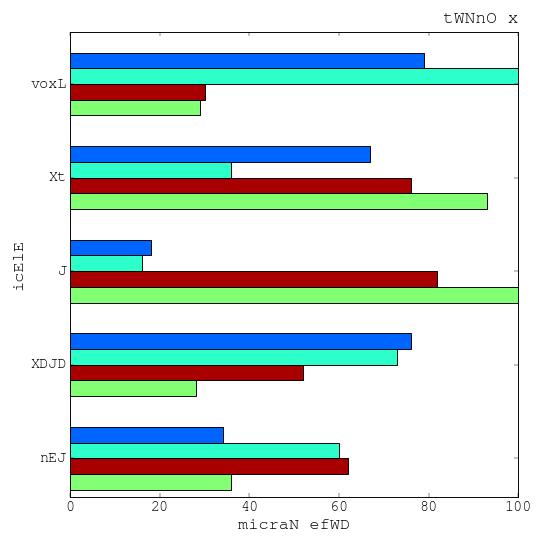 tWNnO x
voxL
Xt
J
XDJD
nEJ
icElE
0 20 40 60 80 100
micraN efWD